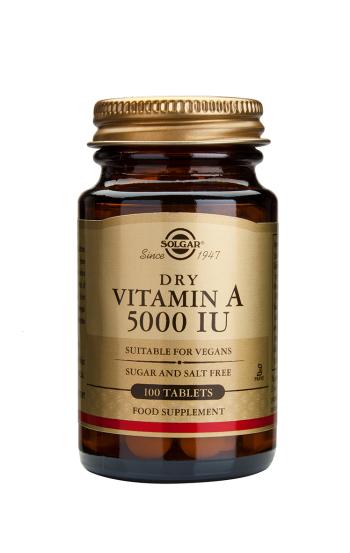 SOLGAR®
Since 1947
DRY
VITAMIN A
5000 IU
SUITABLE FOR VEGANS
SUGAR AND SALT FREE
100 TABLETS
FOOD SUPPLEMENT